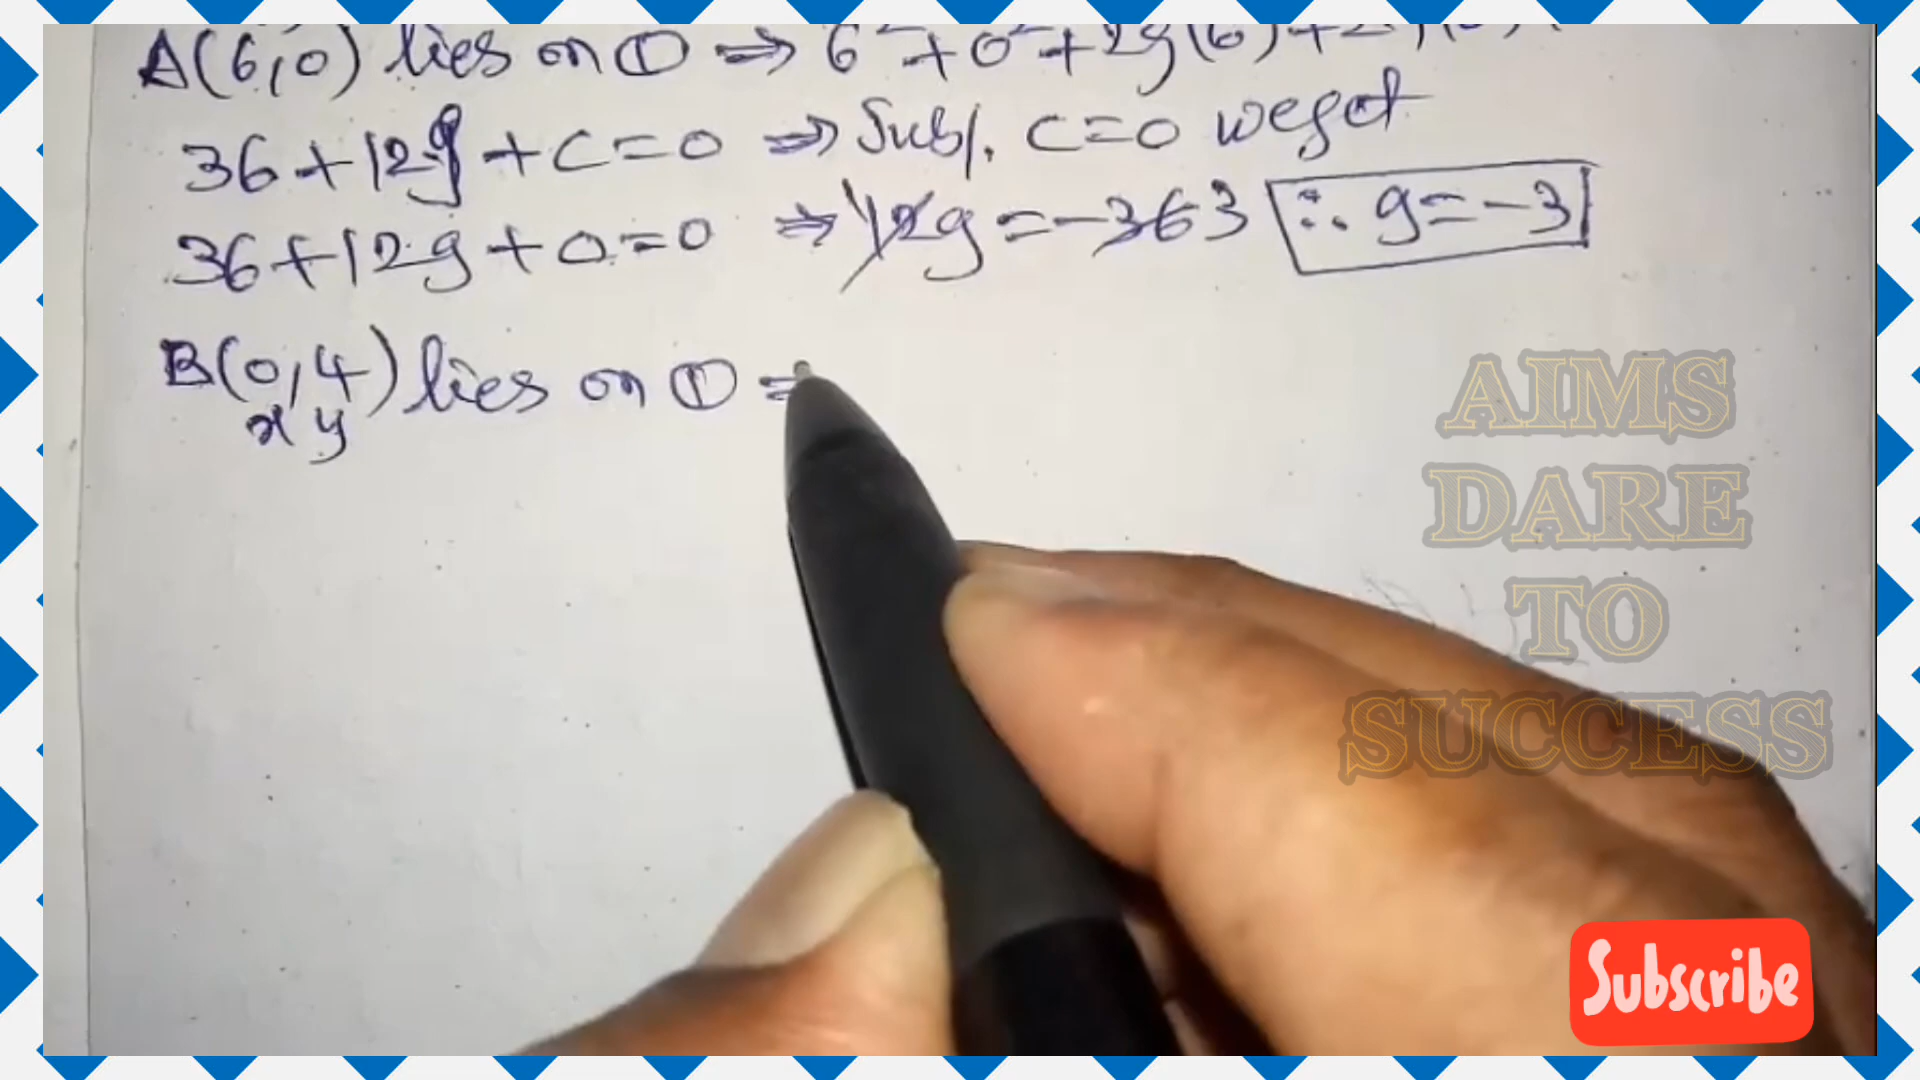 A(6,0) lies on ① ⇒ 6²+0²+2g(6)+2
36+12g+c=0 ⇒ Sub. c=0 we get
36+12g+0=0 ⇒ 12g=-36 3 ∴ g=-3
B(0,4) lies on ① =
x y
AIMS
DARE
TO
SUCCESS
Subscribe